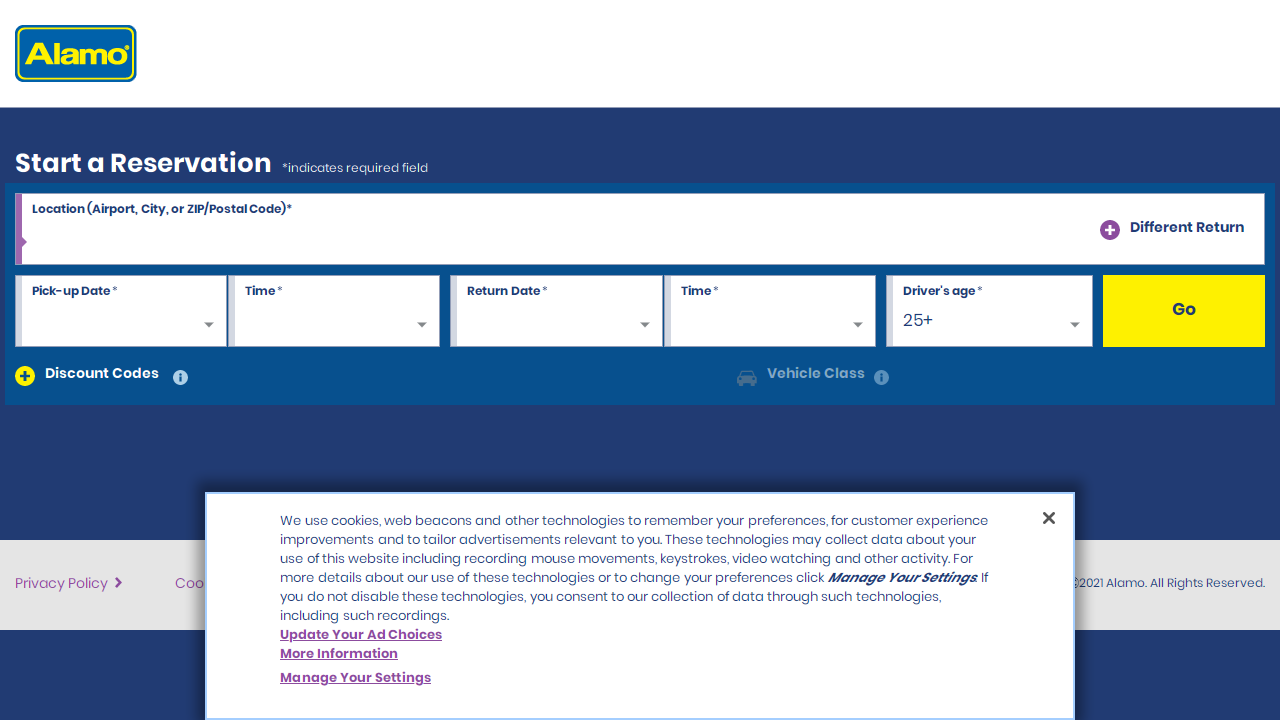 Alamo
Start a Reservation *indicates required field
Location (Airport, City, or ZIP/Postal Code)*
Different Return
Pick-up Date * Time * Return Date * Time * Driver's age *
25+
Go
Discount Codes
Vehicle Class
We use cookies, web beacons and other technologies to remember your preferences, for customer experience
improvements and to tailor advertisements relevant to you. These technologies may collect data about your
use of this website including recording mouse movements, keystrokes, video watching and other activity. For
more details about our use of these technologies or to change your preferences click Manage Your Settings. If
you do not disable these technologies, you consent to our collection of data through such technologies,
including such recordings.
Update Your Ad Choices
More Information
Manage Your Settings
Privacy Policy
Coo
©2021 Alamo. All Rights Reserved.